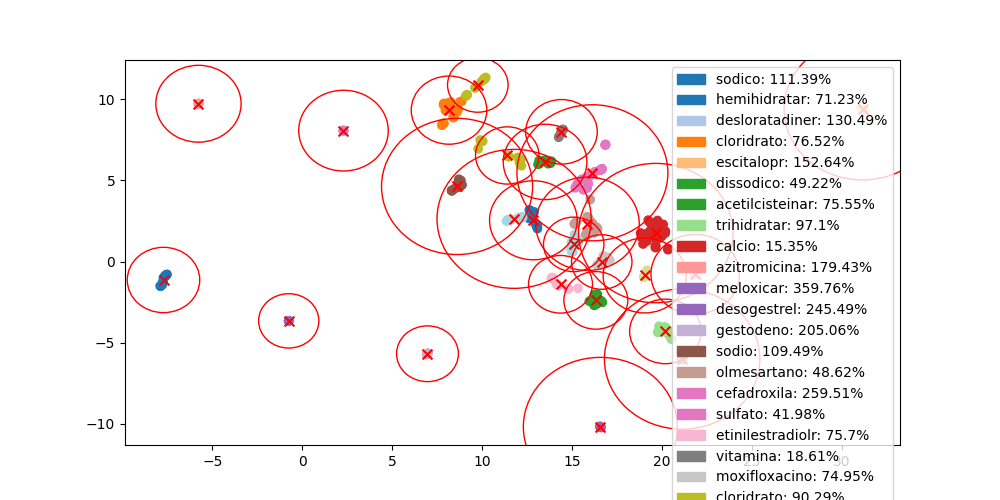 sodico: 111.39%
hemihidratar: 71.23%
desloratadiner: 130.49%
cloridrato: 76.52%
escitalopr: 152.64%
dissodico: 49.22%
acetilcisteinar: 75.55%
trihidratar: 97.1%
calcio: 15.35%
azitromicina: 179.43%
meloxicar: 359.76%
desogestrel: 245.49%
gestodeno: 205.06%
sodio: 109.49%
olmesartano: 48.62%
cefadroxila: 259.51%
sulfato: 41.98%
etinilestradiolr: 75.7%
vitamina: 18.61%
moxifloxacino: 74.95%
cloridrato: 90.29%
10
5
0
−5
−10
−5 0 5 10 15 20 25 30